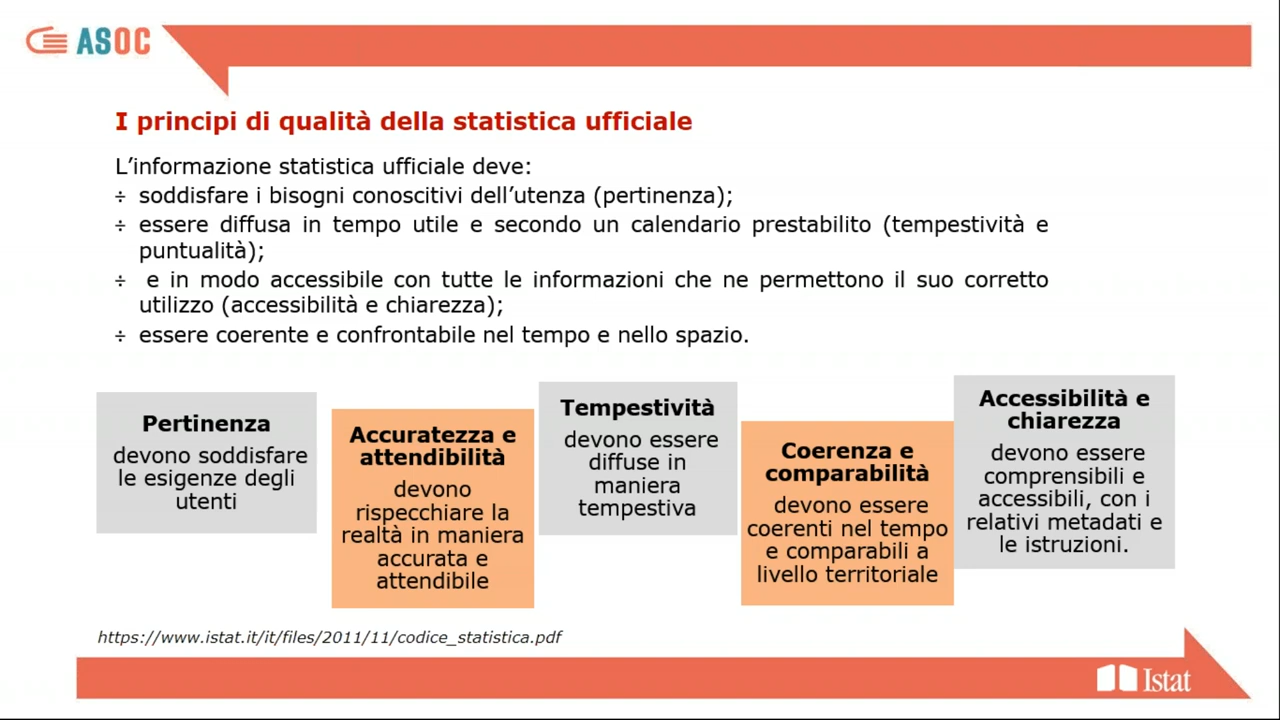 ASOC
I principi di qualità della statistica ufficiale
L’informazione statistica ufficiale deve:
÷ soddisfare i bisogni conoscitivi dell’utenza (pertinenza);
÷ essere diffusa in tempo utile e secondo un calendario prestabilito (tempestività e
puntualità);
÷ e in modo accessibile con tutte le informazioni che ne permettono il suo corretto
utilizzo (accessibilità e chiarezza);
÷ essere coerente e confrontabile nel tempo e nello spazio.
Pertinenza
devono soddisfare
le esigenze degli
utenti
Accuratezza e
attendibilità
devono
rispecchiare la
realtà in maniera
accurata e
attendibile
Tempestività
devono essere
diffuse in
maniera
tempestiva
Coerenza e
comparabilità
devono essere
coerenti nel tempo
e comparabili a
livello territoriale
Accessibilità e
chiarezza
devono essere
comprensibili e
accessibili, con i
relativi metadati e
le istruzioni.
https://www.istat.it/it/files/2011/11/codice_statistica.pdf
Istat